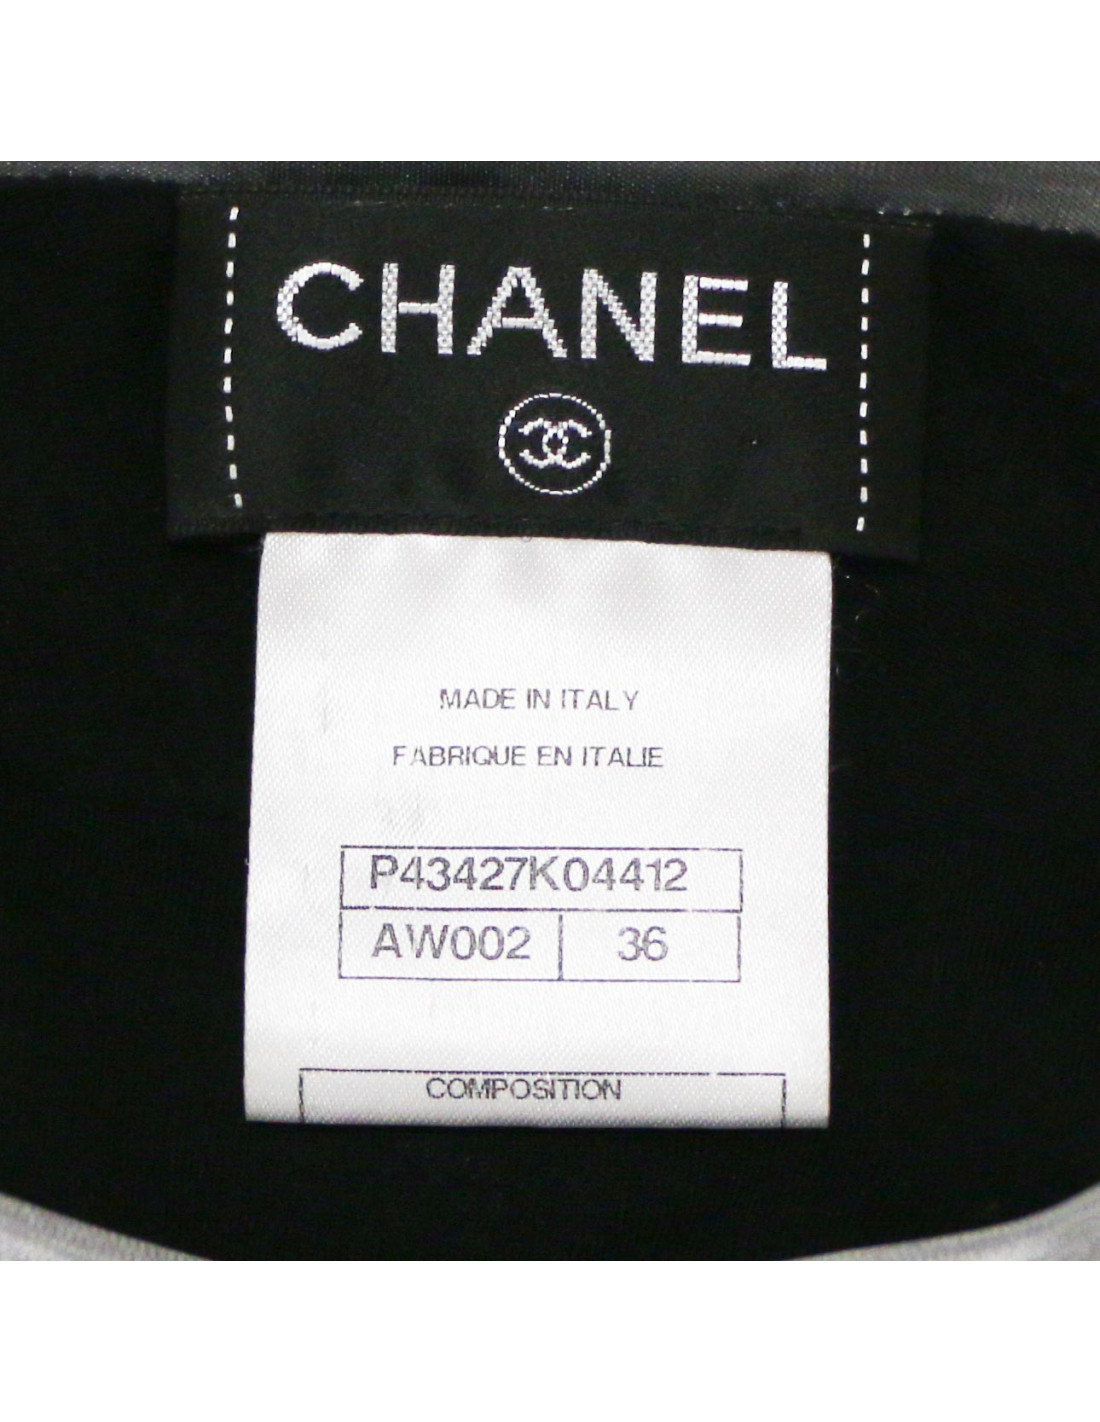 CHANEL
MADE IN ITALY
FABRIQUE EN ITALIE
P43427K04412
AW002 36
COMPOSITION